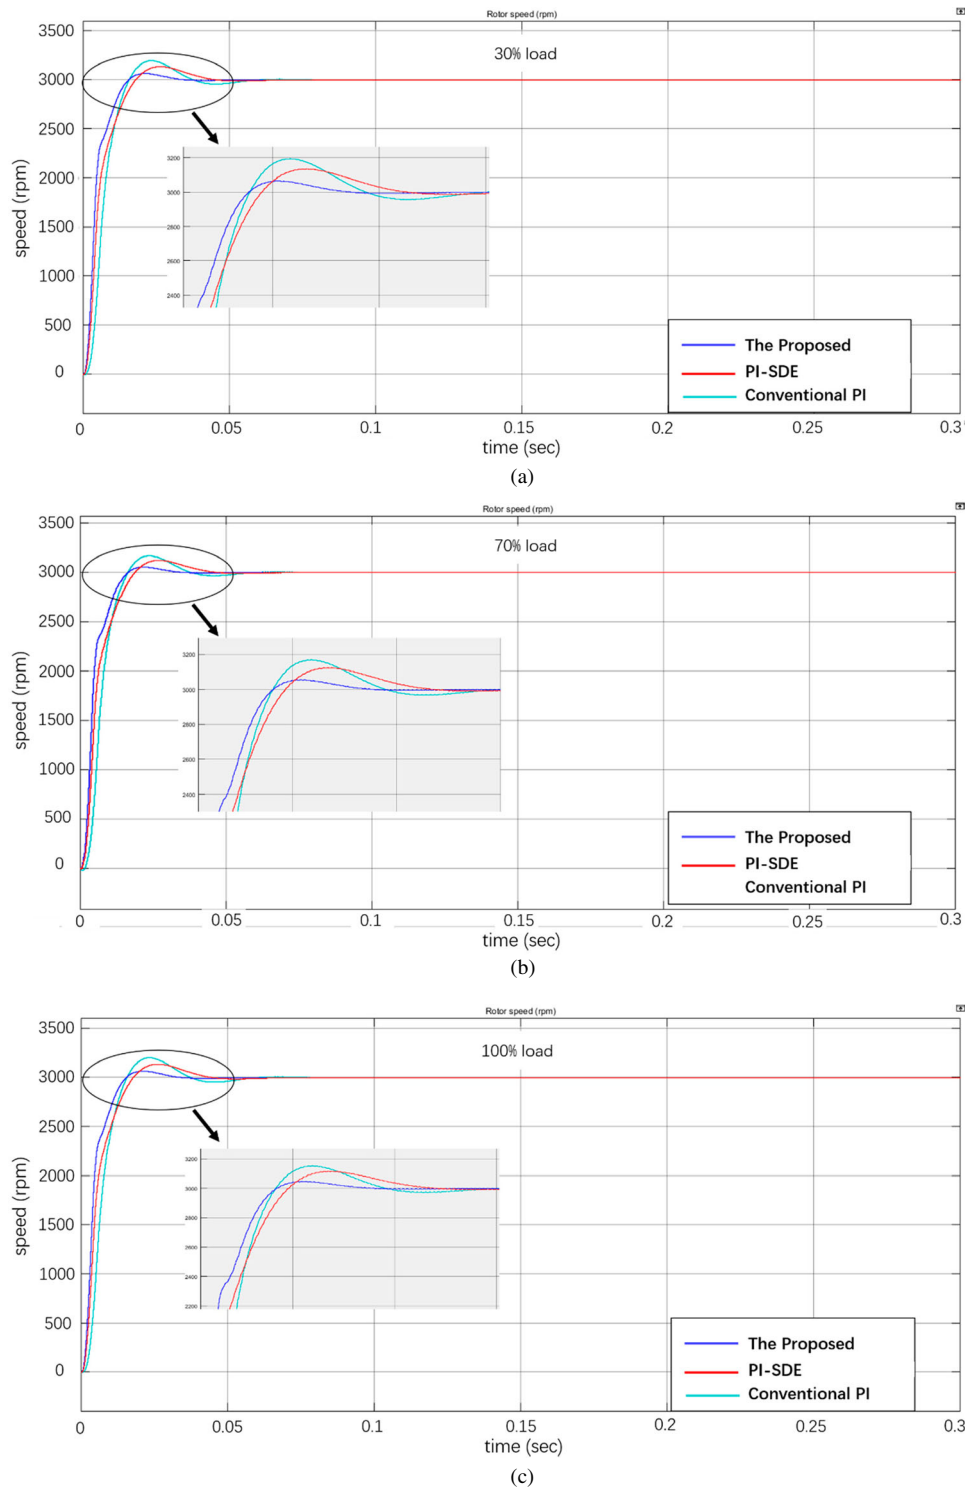 Rotor speed (rpm)
30% load
3500
3000
2500
2000
1500
1000
500
0
speed (rpm)
3200
3000
2800
2600
2400
The Proposed
PI-SDE
Conventional PI
0
0.05
0.1
0.15
0.2
0.25
0.3
time (sec)
(a)
Rotor speed (rpm)
70% load
3500
3000
2500
2000
1500
1000
500
0
speed (rpm)
3200
3000
2800
2600
2400
The Proposed
PI-SDE
Conventional PI
0
0.05
0.1
0.15
0.2
0.25
0.3
time (sec)
(b)
Rotor speed (rpm)
100% load
3500
3000
2500
2000
1500
1000
500
0
speed (rpm)
3200
3000
2800
2600
2400
2200
The Proposed
PI-SDE
Conventional PI
0
0.05
0.1
0.15
0.2
0.25
0.3
time (sec)
(c)